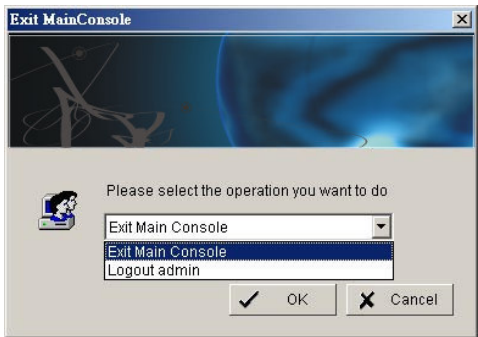 Exit MainConsole
Please select the operation you want to do
Exit Main Console
Exit Main Console
Logout admin
OK
Cancel